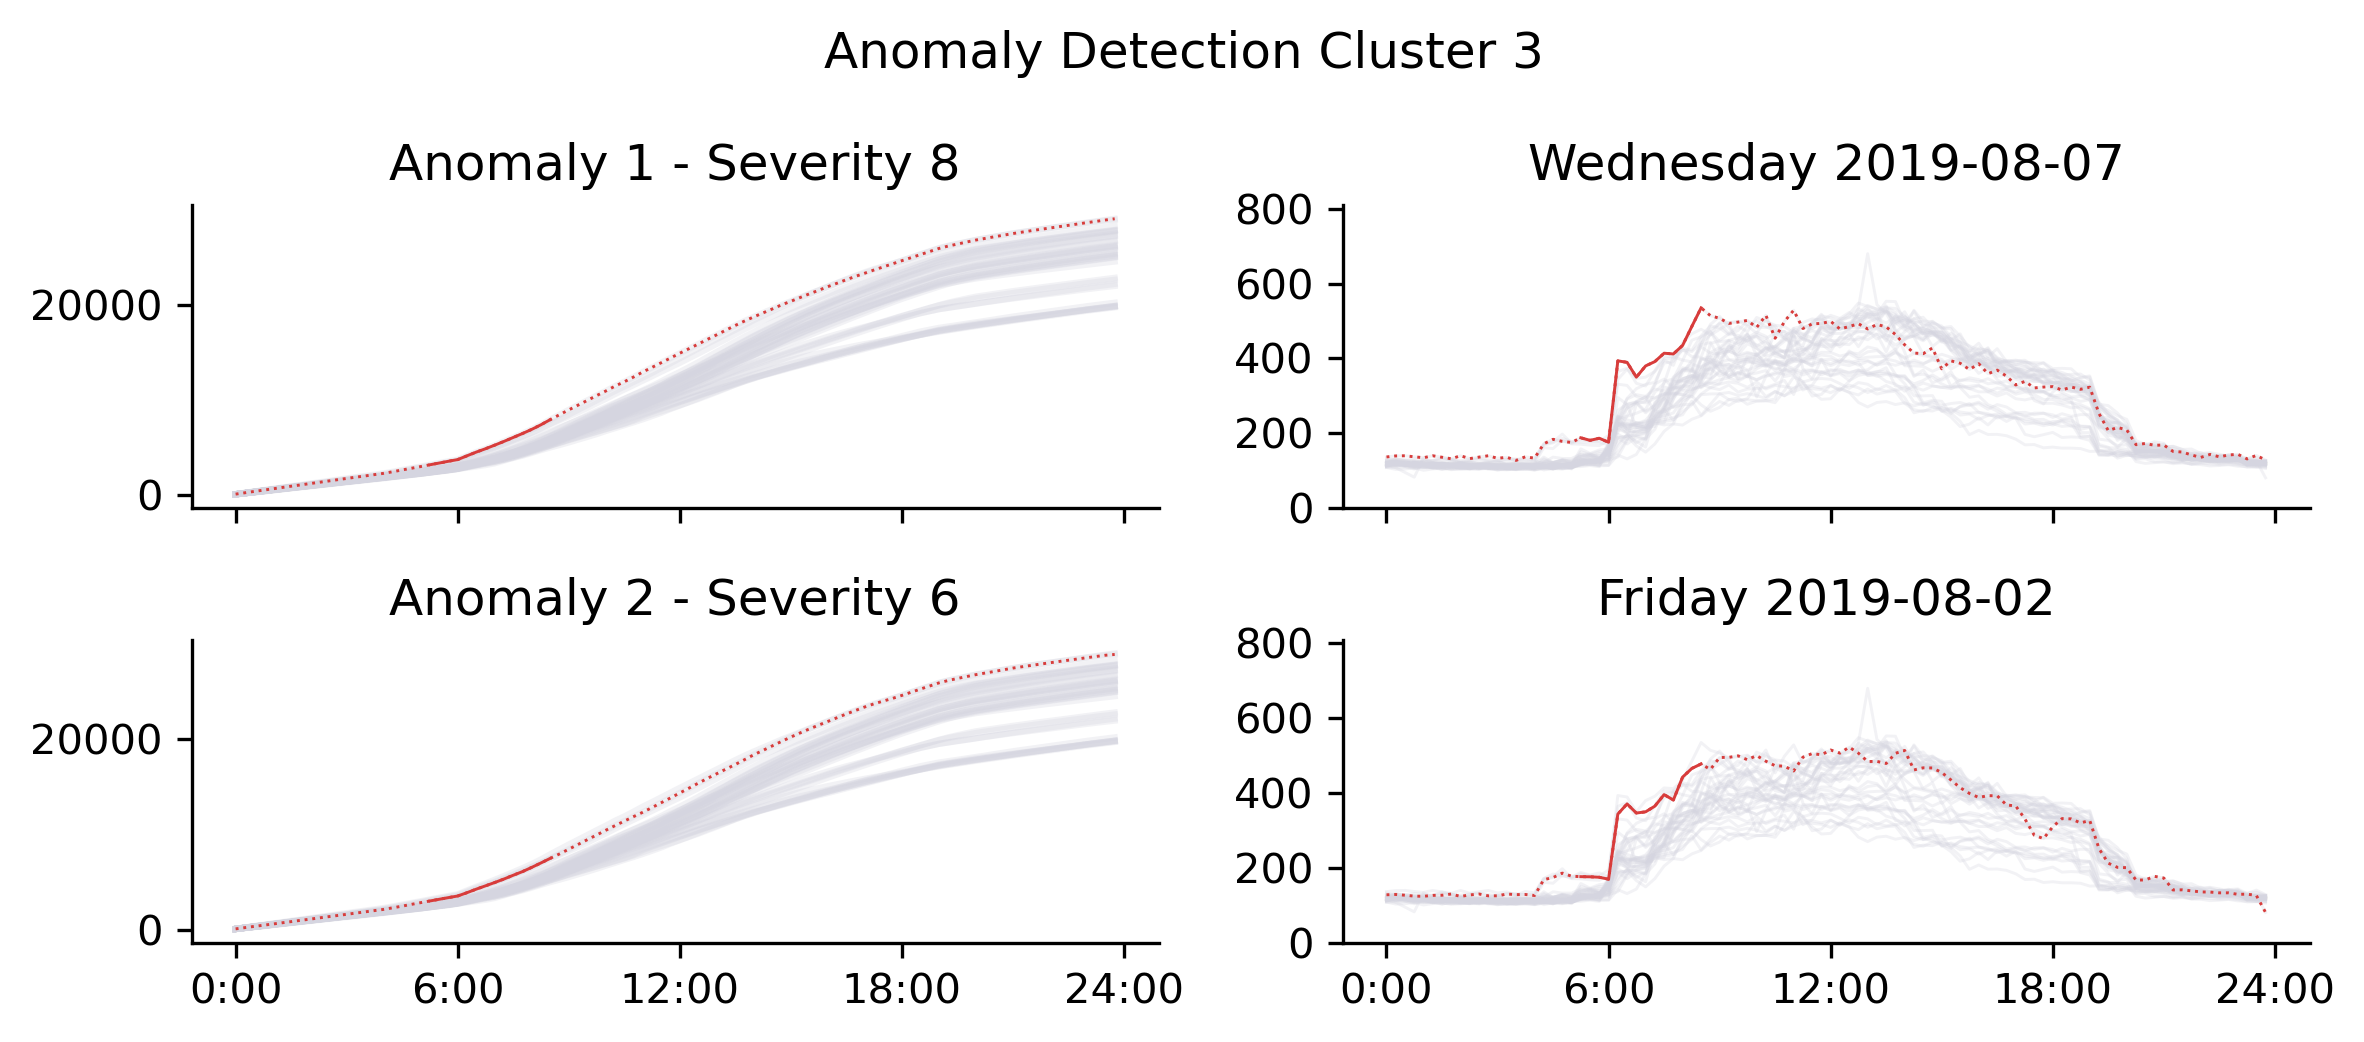 Anomaly Detection Cluster 3
Anomaly 1 - Severity 8
20000
0
Wednesday 2019-08-07
800
600
400
200
0
Anomaly 2 - Severity 6
20000
0
0:00 6:00 12:00 18:00 24:00
Friday 2019-08-02
800
600
400
200
0
0:00 6:00 12:00 18:00 24:00